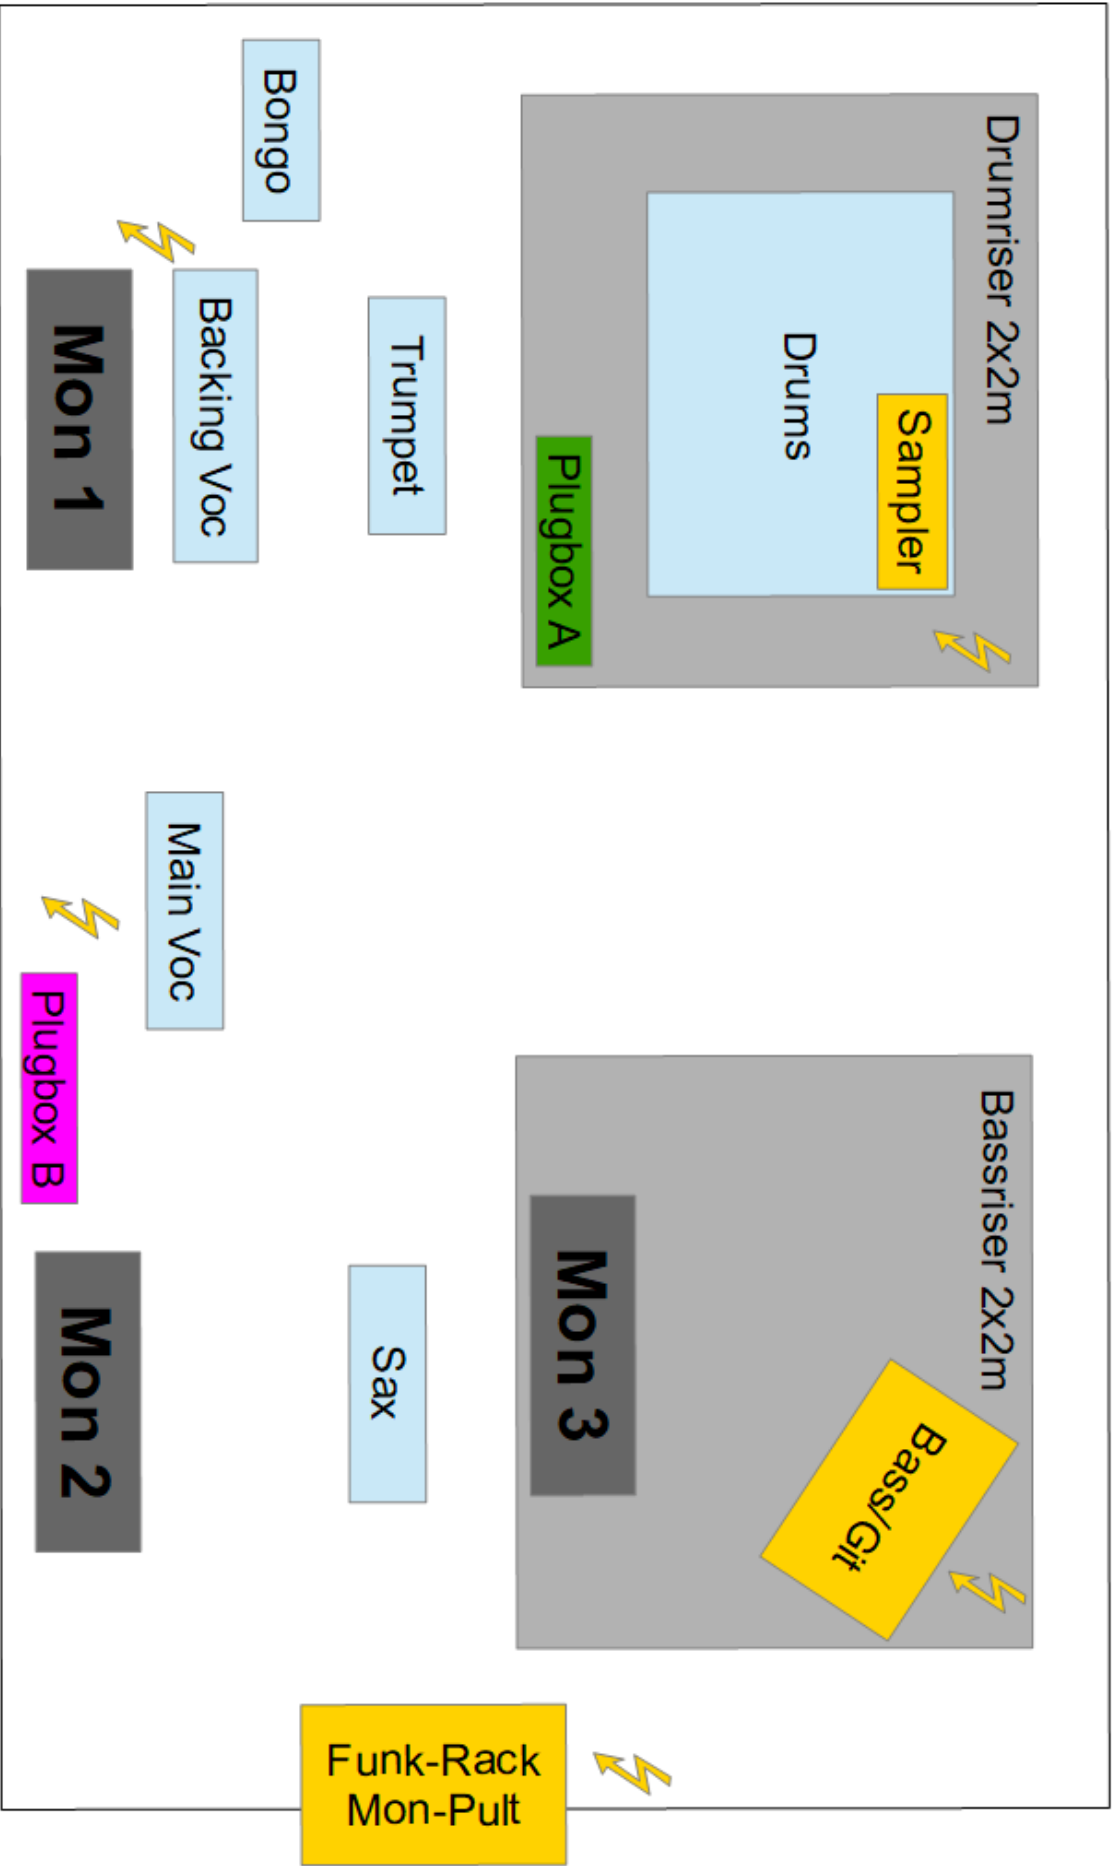 Drumriser 2x2m
Sampler
Drums
Plugbox A
Trumpet
Bongo
Backing Voc
Mon 1
Bassriser 2x2m
Bass/Git
Mon 3
Sax
Main Voc
Plugbox B
Mon 2
Funk-Rack
Mon-Pult